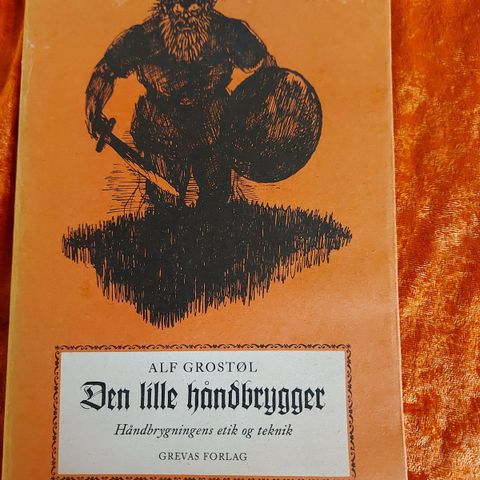 ALF GROSTØL
Den lille håndbrygger
Håndbrygningens etik og teknik
GREVAS FORLAG